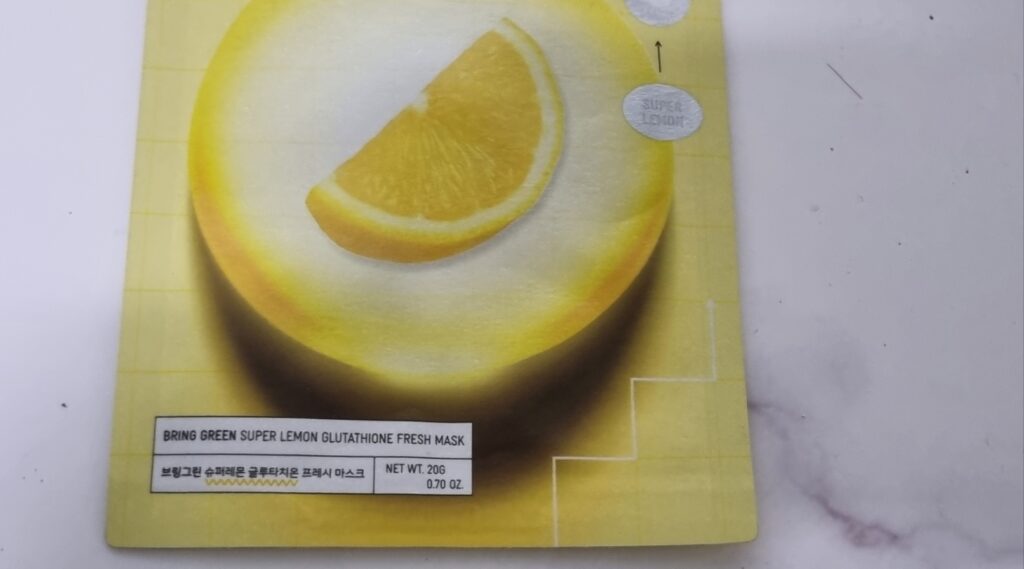 SUPER
LEMON
BRING GREEN SUPER LEMON GLUTATHIONE FRESH MASK
브링그린 슈퍼레몬 글루타치온 프레시 마스크
NET WT. 20G
0.70 OZ.